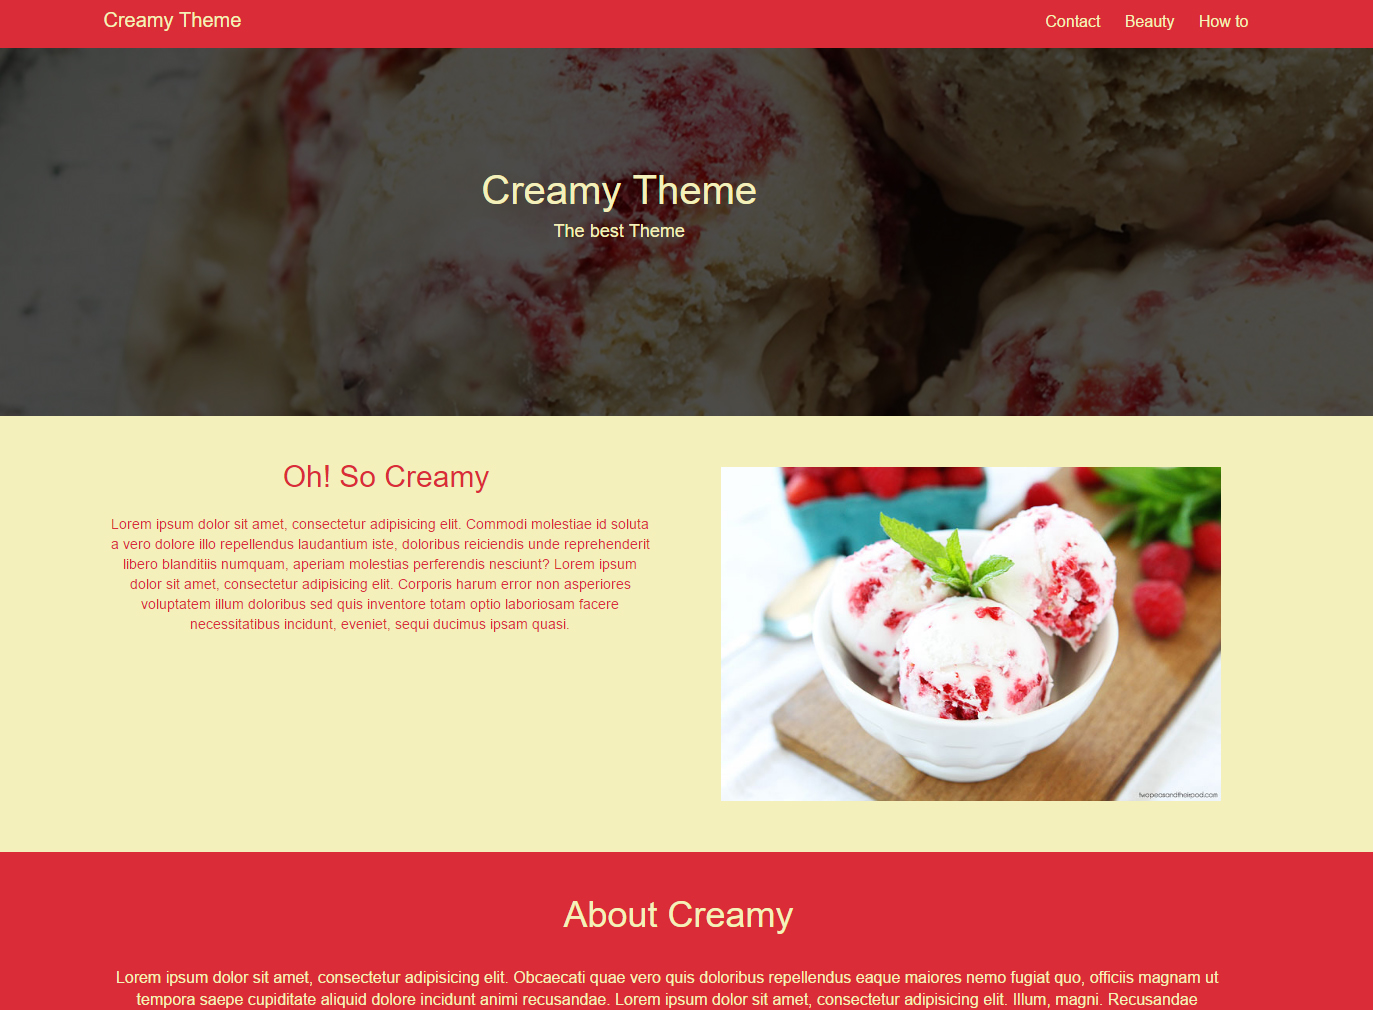 Creamy Theme
Contact Beauty How to
Creamy Theme
The best Theme
Oh! So Creamy
Lorem ipsum dolor sit amet, consectetur adipisicing elit. Commodi molestiae id soluta
a vero dolore illo repellendus laudantium iste, doloribus reiciendis unde reprehenderit
libero blanditiis numquam, aperiam molestias perferendis nesciunt? Lorem ipsum
dolor sit amet, consectetur adipisicing elit. Corporis harum error non asperiores
voluptatem illum doloribus sed quis inventore totam optio laboriosam facere
necessitatibus incidunt, eveniet, sequi ducimus ipsam quasi.
twopeasandtheirpod.com
About Creamy
Lorem ipsum dolor sit amet, consectetur adipisicing elit. Obcaecati quae vero quis doloribus repellendus eaque maiores nemo fugiat quo, officiis magnam ut
tempora saepe cupiditate aliquid dolore incidunt animi recusandae. Lorem ipsum dolor sit amet, consectetur adipisicing elit. Illum, magni. Recusandae